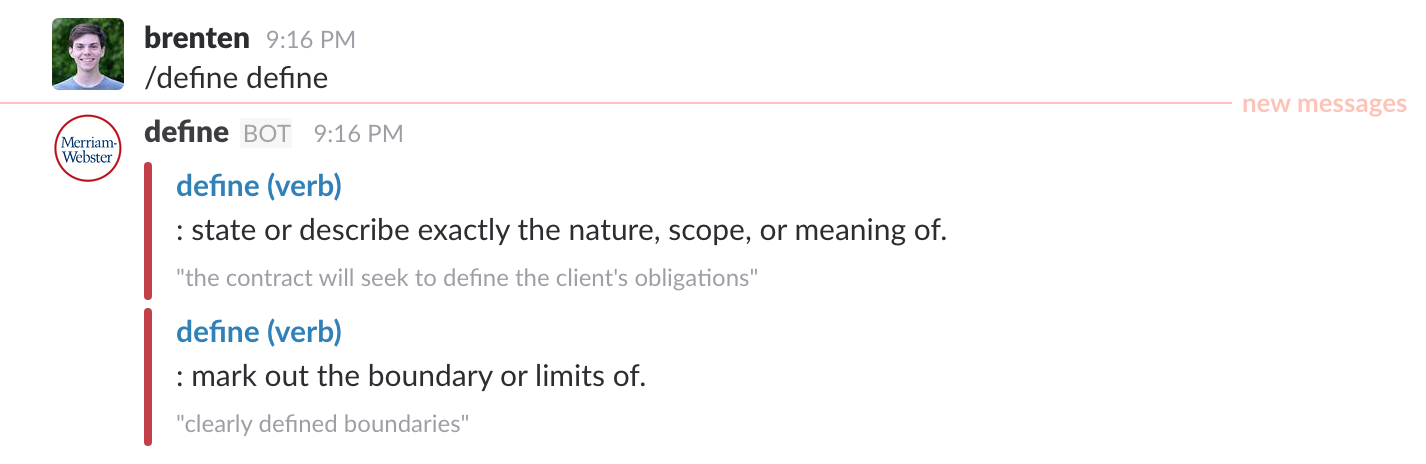 brenten 9:16 PM
/define define
new messages
Merriam-
Webster
define BOT 9:16 PM
define (verb)
: state or describe exactly the nature, scope, or meaning of.
"the contract will seek to define the client's obligations"
define (verb)
: mark out the boundary or limits of.
"clearly defined boundaries"